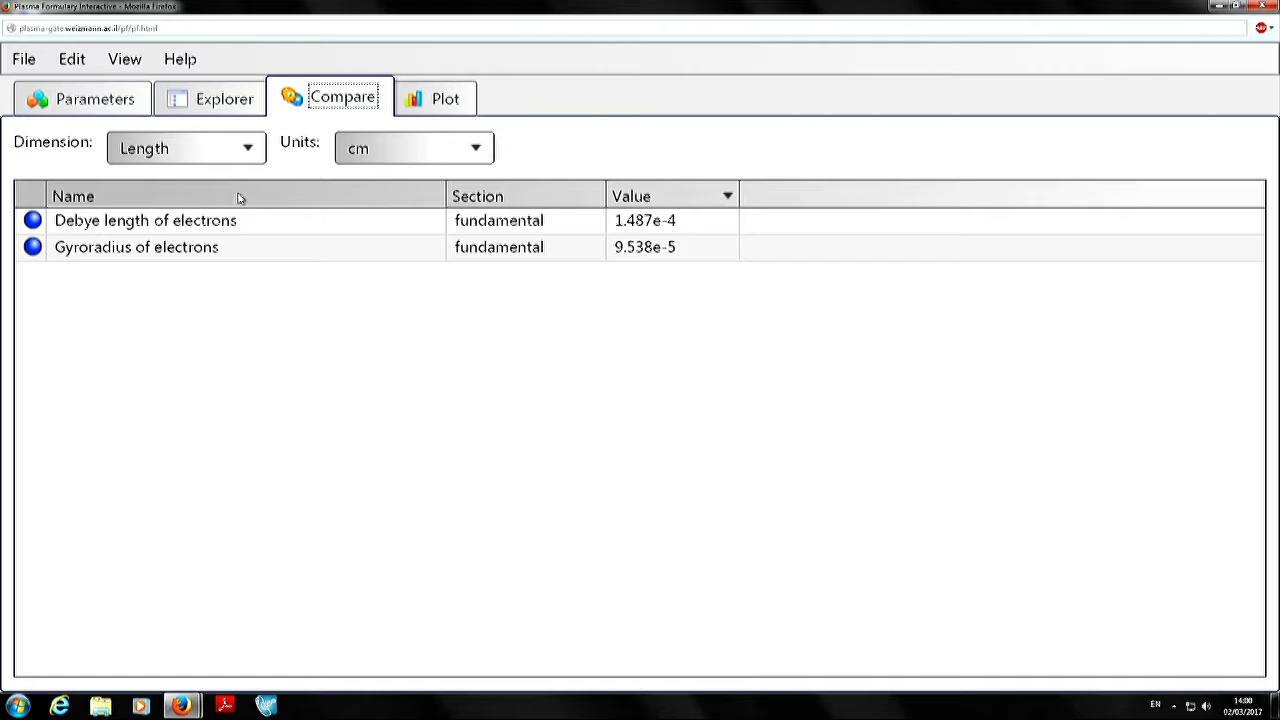 Plasma Formulary Interactive - Mozilla Firefox
plasma-gate.weizmann.ac.il/pf/pf.html
File Edit View Help
Parameters Explorer Compare Plot
Dimension: Length Units: cm
Name Section Value
Debye length of electrons fundamental 1.487e-4
Gyroradius of electrons fundamental 9.538e-5
EN 14:00
02/03/2017